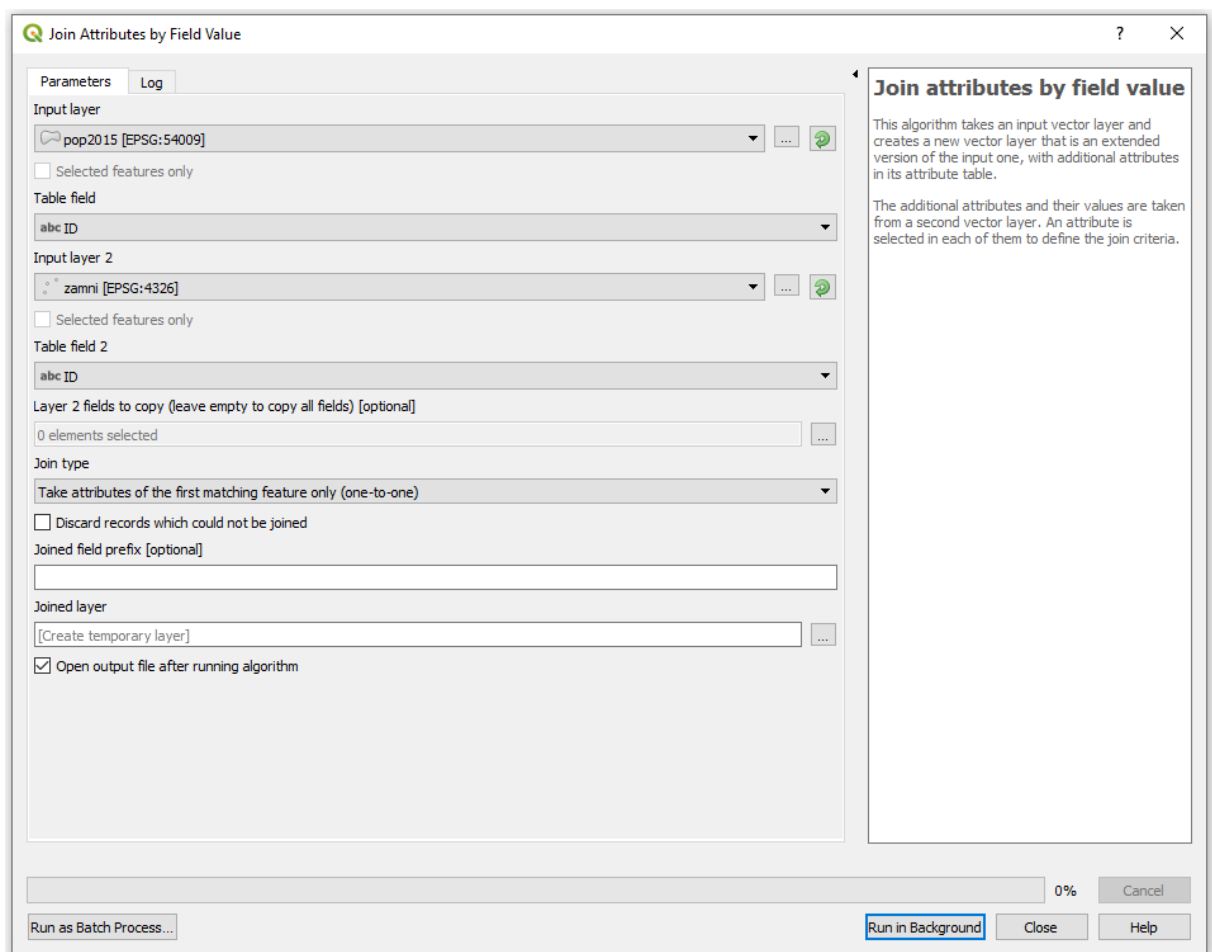 Join Attributes by Field Value
Parameters
Log
Input layer
pop2015 [EPSG:54009]
...
Selected features only
Table field
abc ID
Input layer 2
zamni [EPSG:4326]
...
Selected features only
Table field 2
abc ID
Layer 2 fields to copy (leave empty to copy all fields) [optional]
0 elements selected
...
Join type
Take attributes of the first matching feature only (one-to-one)
Discard records which could not be joined
Joined field prefix [optional]
Joined layer
[Create temporary layer]
...
Open output file after running algorithm
Join attributes by field value
This algorithm takes an input vector layer and
creates a new vector layer that is an extended
version of the input one, with additional attributes
in its attribute table.
The additional attributes and their values are taken
from a second vector layer. An attribute is
selected in each of them to define the join criteria.
0%
Cancel
Run as Batch Process...
Run in Background
Close
Help